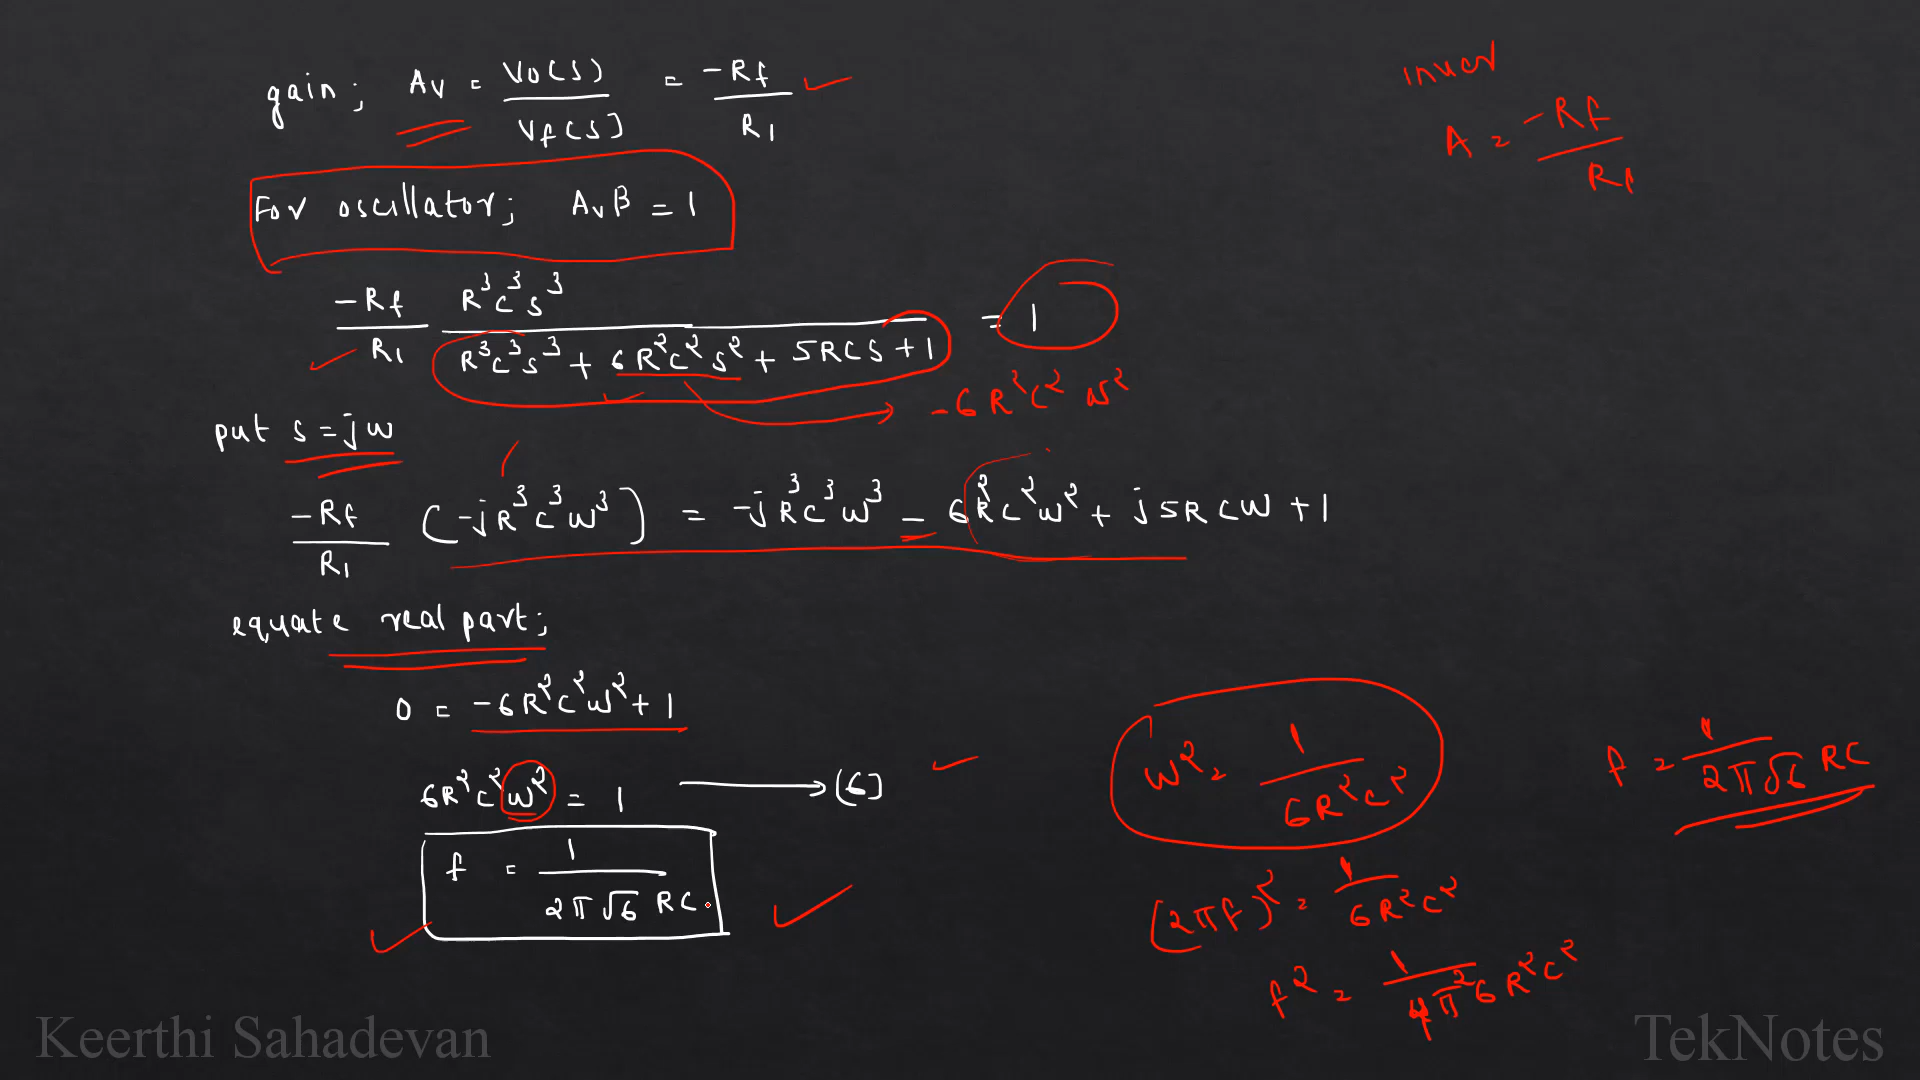 gain; Av = Vo(s) / Vf(s) = -Rf / R1
For oscillator; AvB = 1
-Rf / R1 R³C³s³ / R³C³s³ + 6R²C²s² + 5RCs + 1 = 1
put s = jw
-Rf / R1 (-jR³C³w³) = -jR³C³w³ - 6R²C²w² + j5RCw + 1
equate real part;
0 = -6R²C²w² + 1
6R²C²w² = 1 → (6)
f = 1 / 2π√6 RC.
A = -Rf / R1
-6R²C²w²
w² = 1 / 6R²C²
(2πf)² = 1 / 6R²C²
f² = 1 / 4π²6R²C²
f = 1 / 2π√6 RC
Keerthi Sahadevan
TekNotes